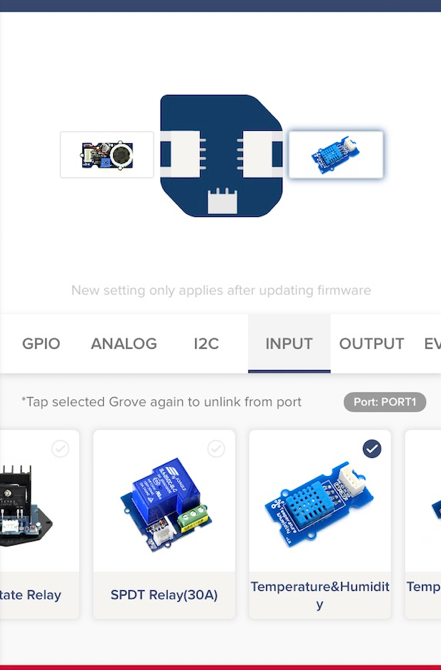 New setting only applies after updating firmware
GPIO ANALOG I2C INPUT OUTPUT EV
*Tap selected Grove again to unlink from port Port: PORT1
tate Relay SPDT Relay(30A) Temperature&Humidit Temp
y